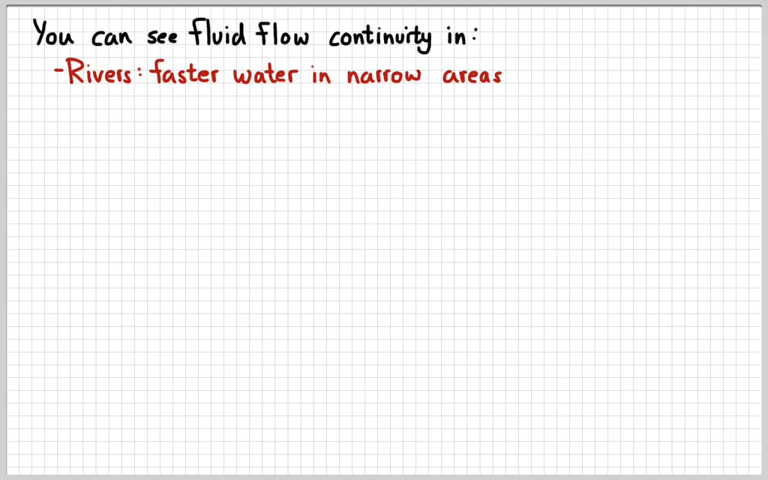 You can see fluid flow continuity in:
-Rivers: faster water in narrow areas